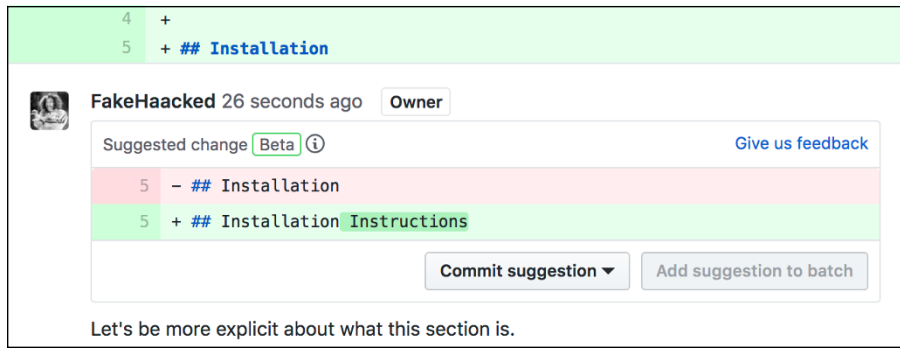 4 +
5 + ## Installation
FakeHaacked 26 seconds ago Owner
Suggested change Beta Give us feedback
5 - ## Installation
5 + ## Installation Instructions
Commit suggestion Add suggestion to batch
Let's be more explicit about what this section is.